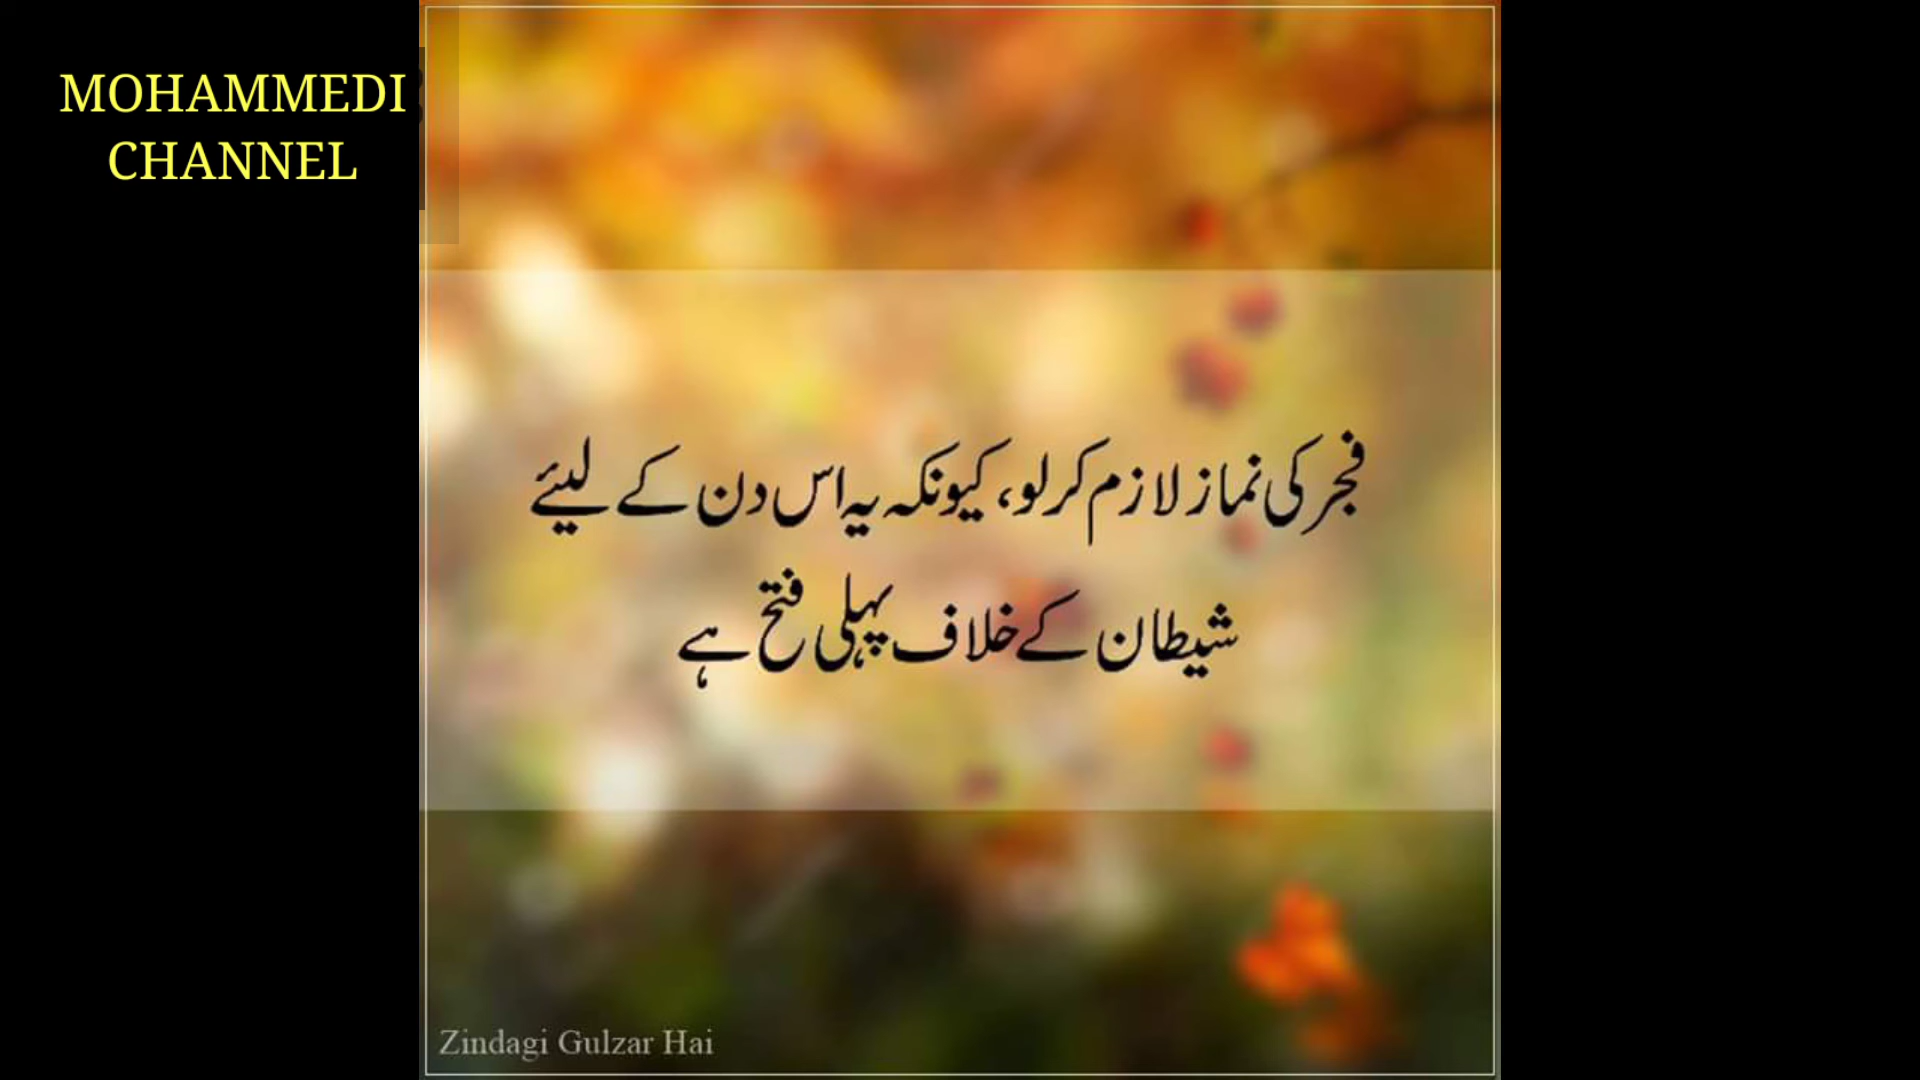 MOHAMMEDI
CHANNEL
فجر کی نماز لازم کر لو، کیونکہ یہ اس دن کے لیئے
شیطان کے خلاف پہلی فتح ہے
Zindagi Gulzar Hai